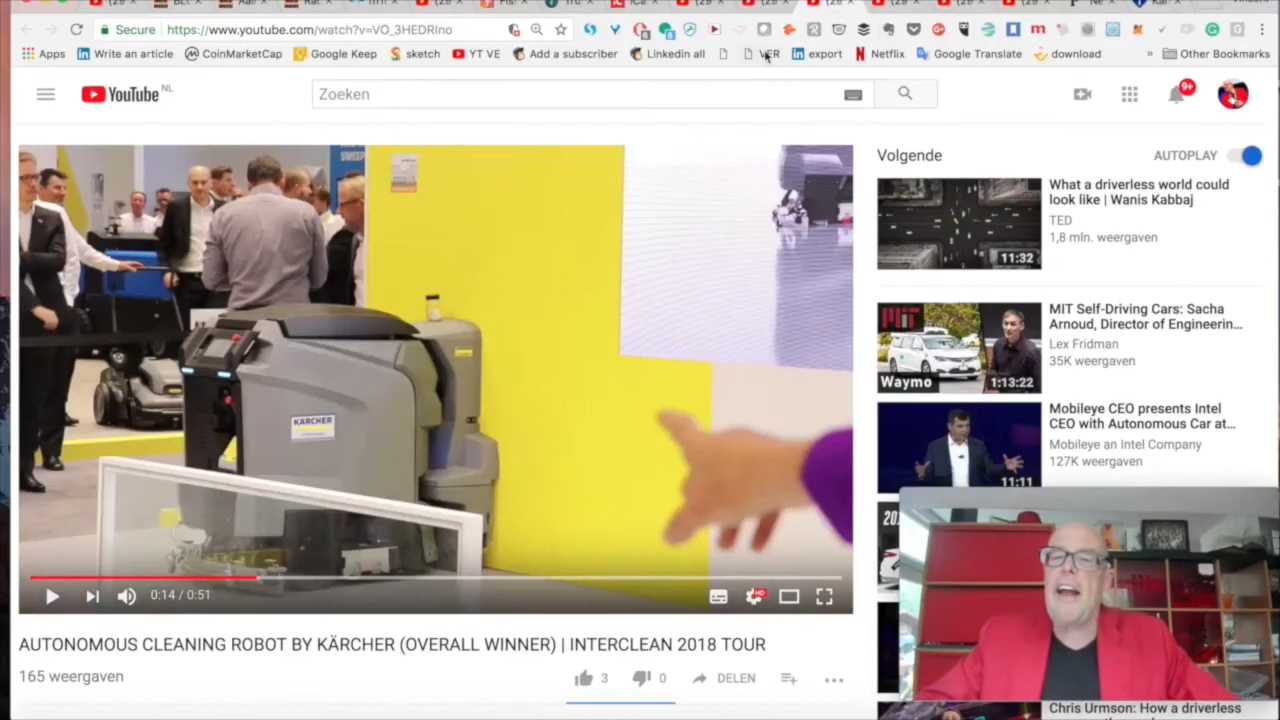 Secure
https://www.youtube.com/watch?v=VO_3HEDRIno
Apps
Write an article
CoinMarketCap
Google Keep
sketch
YT VE
Add a subscriber
Linkedin all
VER
export
Netflix
Google Translate
download
Other Bookmarks
YouTube NL
Zoeken
9+
KÄRCHER
0:14 / 0:51
HD
AUTONOMOUS CLEANING ROBOT BY KÄRCHER (OVERALL WINNER) | INTERCLEAN 2018 TOUR
165 weergaven
3
0
DELEN
Volgende
AUTOPLAY
11:32
What a driverless world could
look like | Wanis Kabbaj
TED
1,8 mln. weergaven
MIT
Waymo
1:13:22
MIT Self-Driving Cars: Sacha
Arnoud, Director of Engineerin...
Lex Fridman
35K weergaven
11:11
Mobileye CEO presents Intel
CEO with Autonomous Car at...
Mobileye an Intel Company
127K weergaven
Chris Urmson: How a driverless